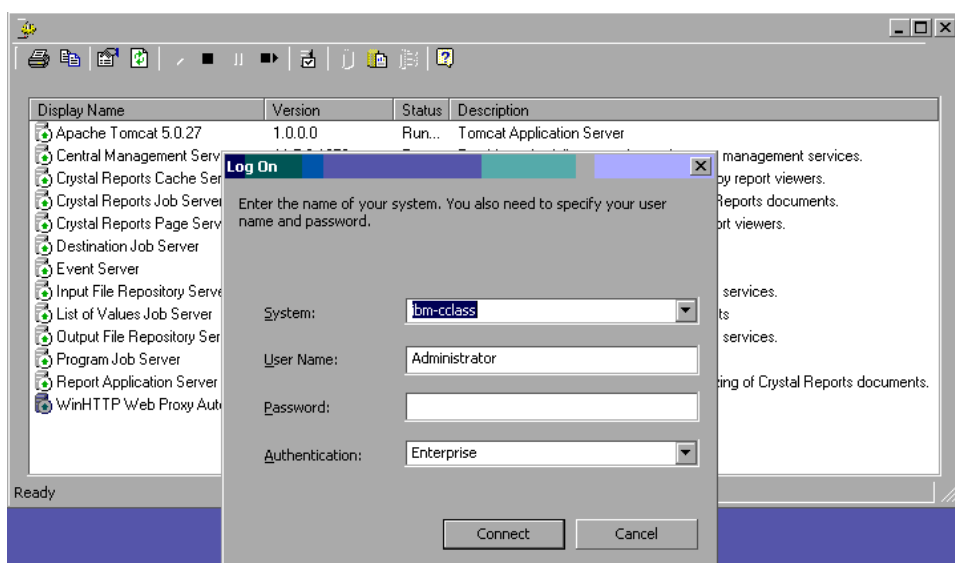 Display Name Version Status Description
Apache Tomcat 5.0.27 1.0.0.0 Run... Tomcat Application Server
Central Management Serv management services.
Log On
Crystal Reports Cache Ser by report viewers.
Crystal Reports Job Server Reports documents.
Enter the name of your system. You also need to specify your user
name and password.
Crystal Reports Page Serv ort viewers.
Destination Job Server
Event Server
Input File Repository Serve services.
System: ibm-cclass
List of Values Job Server ts
Output File Repository Ser services.
User Name: Administrator
Program Job Server
Report Application Server ing of Crystal Reports documents.
WinHTTP Web Proxy Aut
Password:
Authentication: Enterprise
Ready
Connect Cancel